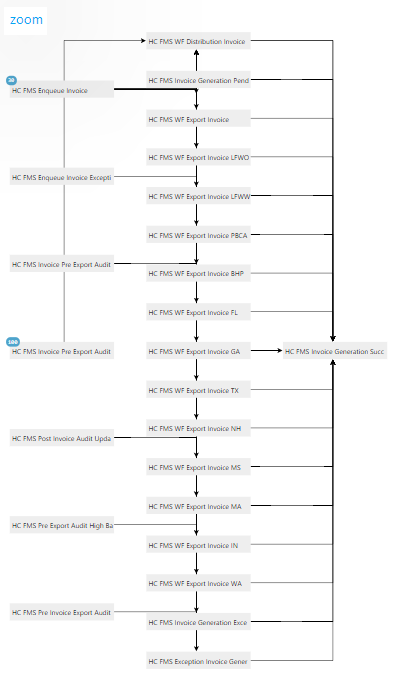 zoom
HC FMS WF Distribution Invoice
HC FMS Invoice Generation Pend
38
HC FMS Enqueue Invoice
HC FMS WF Export Invoice
HC FMS WF Export Invoice LFWO
HC FMS Enqueue Invoice Excepti
HC FMS WF Export Invoice LFWW
HC FMS WF Export Invoice PBCA
HC FMS Invoice Pre Export Audit
HC FMS WF Export Invoice BHP
HC FMS WF Export Invoice FL
100
HC FMS Invoice Pre Export Audit
HC FMS WF Export Invoice GA
HC FMS Invoice Generation Succ
HC FMS WF Export Invoice TX
HC FMS WF Export Invoice NH
HC FMS Post Invoice Audit Upda
HC FMS WF Export Invoice MS
HC FMS WF Export Invoice MA
HC FMS Pre Export Audit High Ba
HC FMS WF Export Invoice IN
HC FMS WF Export Invoice WA
HC FMS Pre Invoice Export Audit
HC FMS Invoice Generation Exce
HC FMS Exception Invoice Gener